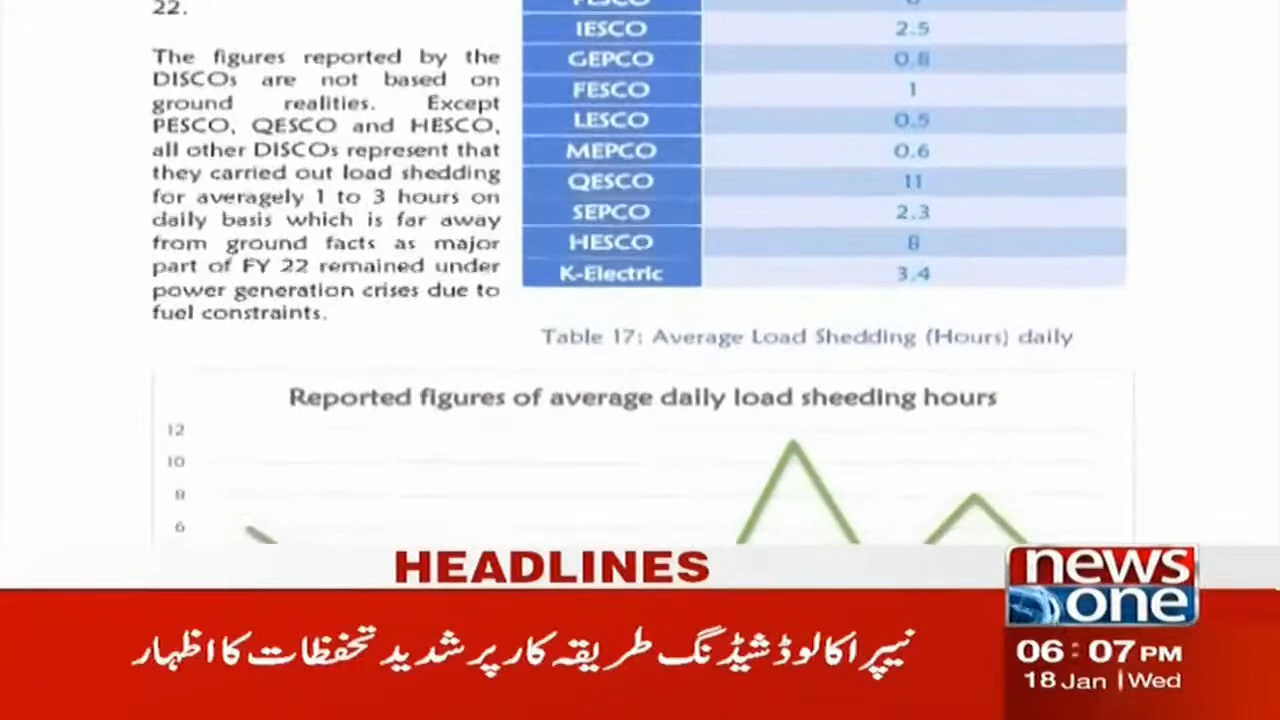 22.
The figures reported by the
DISCOs are not based on
ground realities. Except
PESCO, QESCO and HESCO,
all other DISCOs represent that
they carried out load shedding
for averagely 1 to 3 hours on
daily basis which is far away
from ground facts as major
part of FY 22 remained under
power generation crises due to
fuel constraints.
PESCO 6
IESCO 2.5
GEPCO 0.8
FESCO 1
LESCO 0.5
MEPCO 0.6
QESCO 11
SEPCO 2.3
HESCO 8
K-Electric 3.4
Table 17: Average Load Shedding (Hours) daily
Reported figures of average daily load sheeding hours
12
10
8
6
HEADLINES
news
one
نیپرا کا لوڈشیڈنگ طریقہ کار پر شدید تحفظات کا اظہار
06:07 PM
18 Jan | Wed